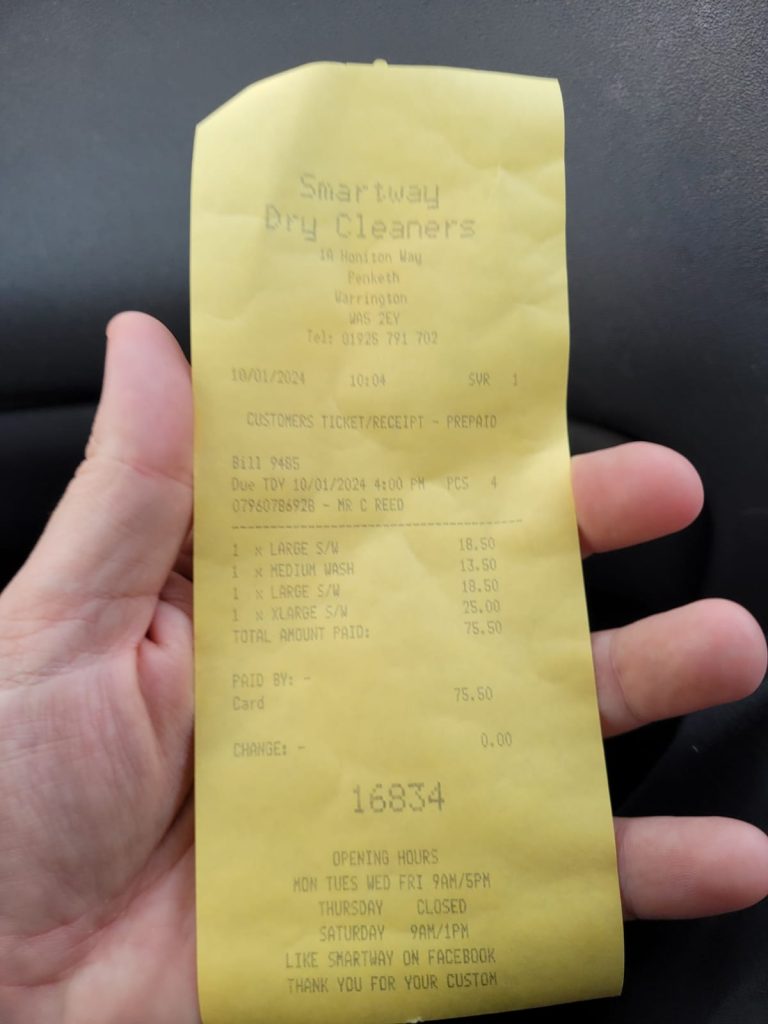 Smartway
Dry Cleaners
1A Honiton Way
Penketh
Warrington
WA5 2EY
Tel: 01925 791 702
10/01/2024 10:04 SVR 1
CUSTOMERS TICKET/RECEIPT - PREPAID
Bill 9485
Due TDY 10/01/2024 4:00 PM PCS 4
07960786928 - MR C REED
1 x LARGE S/W 18.50
1 x MEDIUM WASH 13.50
1 x LARGE S/W 18.50
1 x XLARGE S/W 25.00
TOTAL AMOUNT PAID: 75.50
PAID BY: -
Card 75.50
CHANGE: - 0.00
16834
OPENING HOURS
MON TUES WED FRI 9AM/5PM
THURSDAY CLOSED
SATURDAY 9AM/1PM
LIKE SMARTWAY ON FACEBOOK
THANK YOU FOR YOUR CUSTOM